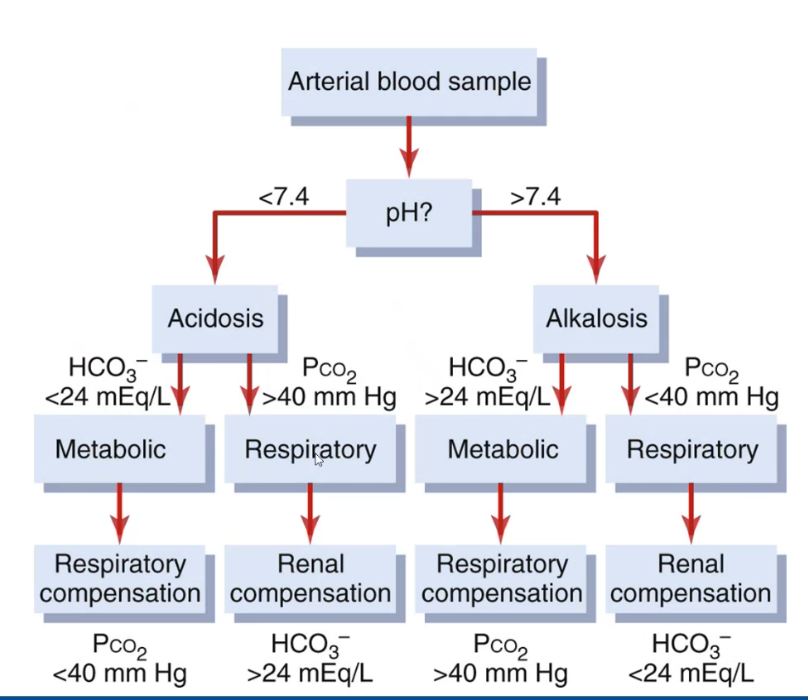 Arterial blood sample
<7.4
pH?
>7.4
Acidosis
Alkalosis
HCO₃⁻
<24 mEq/L
PCO₂
>40 mm Hg
HCO₃⁻
>24 mEq/L
PCO₂
<40 mm Hg
Metabolic
Respiratory
Metabolic
Respiratory
Respiratory
compensation
Renal
compensation
Respiratory
compensation
Renal
compensation
PCO₂
<40 mm Hg
HCO₃⁻
>24 mEq/L
PCO₂
>40 mm Hg
HCO₃⁻
<24 mEq/L